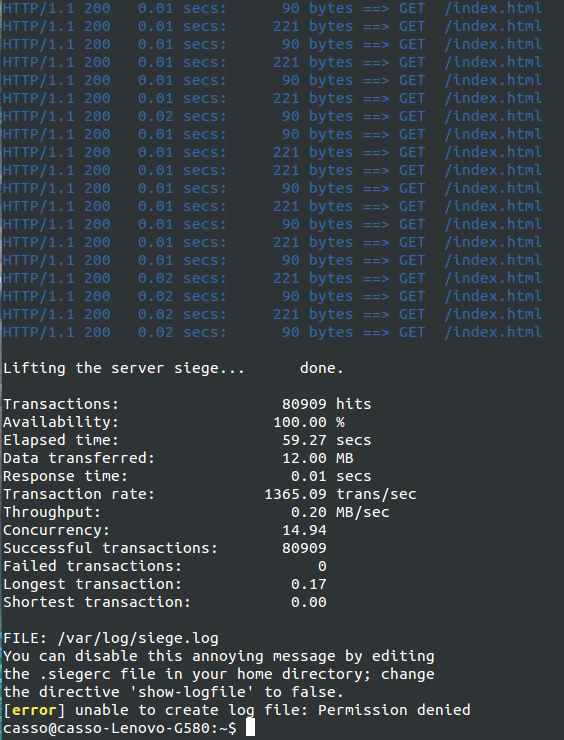 HTTP/1.1 200   0.01 secs:      90 bytes ==> GET  /index.html
HTTP/1.1 200   0.01 secs:     221 bytes ==> GET  /index.html
HTTP/1.1 200   0.01 secs:      90 bytes ==> GET  /index.html
HTTP/1.1 200   0.01 secs:     221 bytes ==> GET  /index.html
HTTP/1.1 200   0.01 secs:      90 bytes ==> GET  /index.html
HTTP/1.1 200   0.01 secs:     221 bytes ==> GET  /index.html
HTTP/1.1 200   0.02 secs:      90 bytes ==> GET  /index.html
HTTP/1.1 200   0.01 secs:      90 bytes ==> GET  /index.html
HTTP/1.1 200   0.01 secs:     221 bytes ==> GET  /index.html
HTTP/1.1 200   0.01 secs:     221 bytes ==> GET  /index.html
HTTP/1.1 200   0.01 secs:      90 bytes ==> GET  /index.html
HTTP/1.1 200   0.01 secs:     221 bytes ==> GET  /index.html
HTTP/1.1 200   0.01 secs:      90 bytes ==> GET  /index.html
HTTP/1.1 200   0.01 secs:      90 bytes ==> GET  /index.html
HTTP/1.1 200   0.01 secs:     221 bytes ==> GET  /index.html
HTTP/1.1 200   0.02 secs:     221 bytes ==> GET  /index.html
HTTP/1.1 200   0.02 secs:      90 bytes ==> GET  /index.html
HTTP/1.1 200   0.02 secs:     221 bytes ==> GET  /index.html
HTTP/1.1 200   0.02 secs:      90 bytes ==> GET  /index.html
Lifting the server siege...      done.
Transactions:                  80909 hits
Availability:                 100.00 %
Elapsed time:                  59.27 secs
Data transferred:              12.00 MB
Response time:                  0.01 secs
Transaction rate:            1365.09 trans/sec
Throughput:                     0.20 MB/sec
Concurrency:                   14.94
Successful transactions:       80909
Failed transactions:               0
Longest transaction:            0.17
Shortest transaction:           0.00
FILE: /var/log/siege.log
You can disable this annoying message by editing
the .siegerc file in your home directory; change
the directive 'show-logfile' to false.
[error] unable to create log file: Permission denied
casso@casso-Lenovo-G580:~$